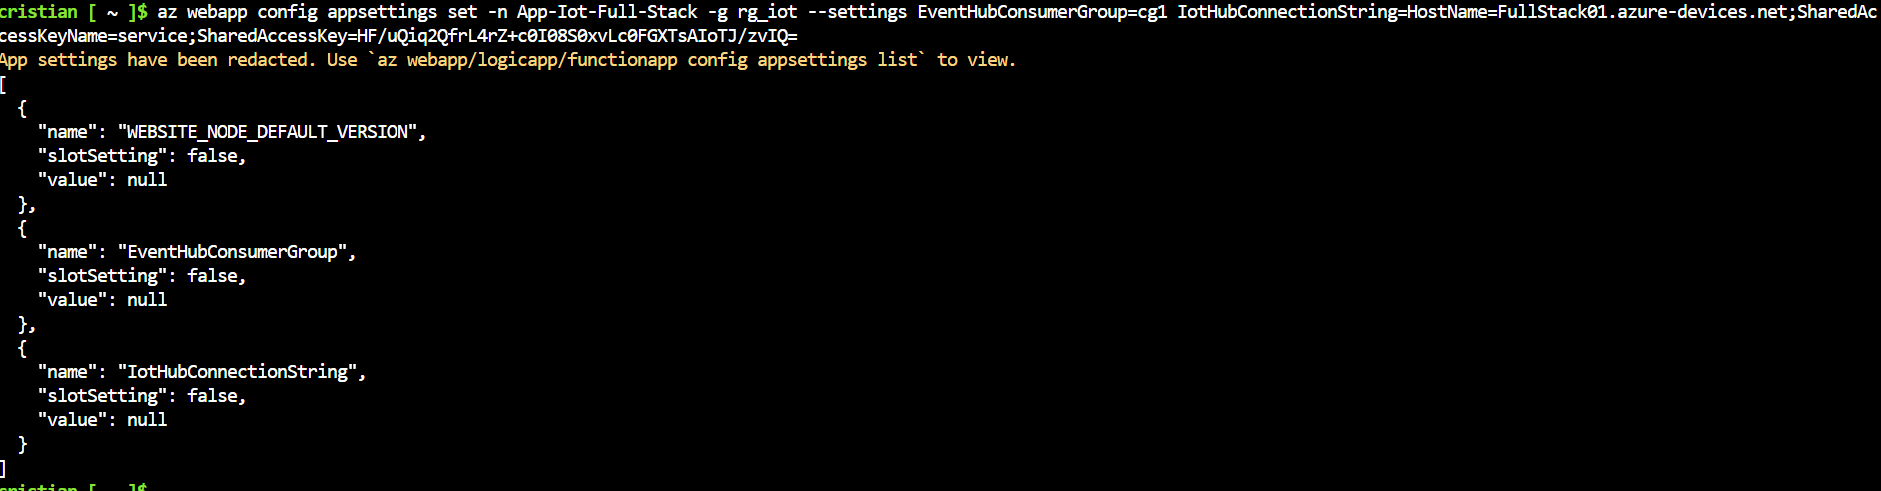 cristian [ ~ ]$ az webapp config appsettings set -n App-Iot-Full-Stack -g rg_iot --settings EventHubConsumerGroup=cg1 IotHubConnectionString=HostName=FullStack01.azure-devices.net;SharedAc
cessKeyName=service;SharedAccessKey=HF/uQiq2QfrL4rZ+c0I08S0xvLc0FGXTsAIoTJ/zvIQ=
App settings have been redacted. Use `az webapp/logicapp/functionapp config appsettings list` to view.
[
  {
    "name": "WEBSITE_NODE_DEFAULT_VERSION",
    "slotSetting": false,
    "value": null
  },
  {
    "name": "EventHubConsumerGroup",
    "slotSetting": false,
    "value": null
  },
  {
    "name": "IotHubConnectionString",
    "slotSetting": false,
    "value": null
  }
]
cristian [ ~ ]$